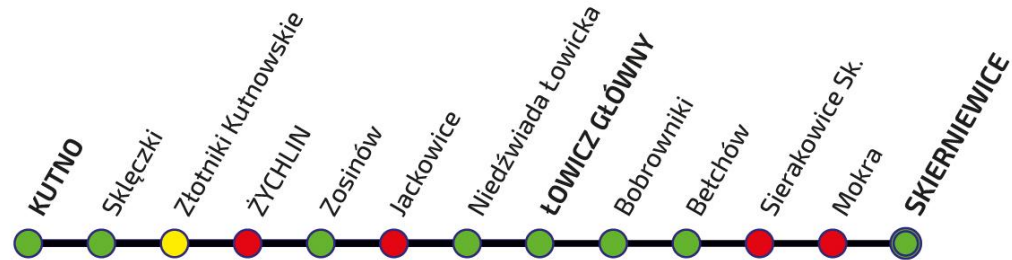 KUTNO
Sklęczki
Złotniki Kutnowskie
ŻYCHLIN
Zosinów
Jackowice
Niedźwiada Łowicka
ŁOWICZ GŁÓWNY
Bobrowniki
Bełchów
Sierakowice Sk.
Mokra
SKIERNIEWICE